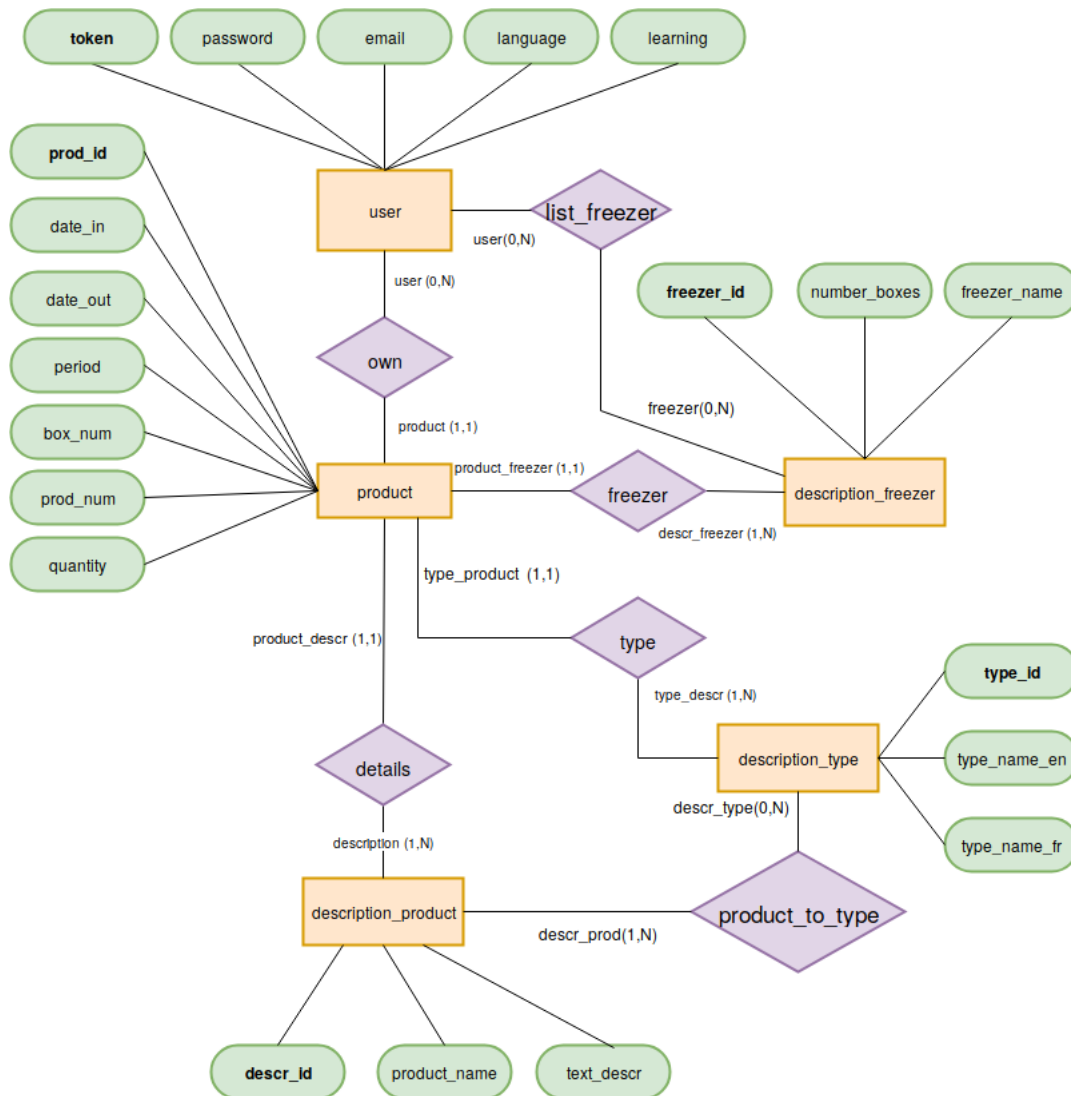 token
password
email
language
learning
prod_id
date_in
date_out
period
box_num
prod_num
quantity
user
list_freezer
user(0,N)
user (0,N)
freezer_id
number_boxes
freezer_name
own
freezer(0,N)
product (1,1)
product
product_freezer (1,1)
freezer
descr_freezer (1,N)
description_freezer
type_product (1,1)
product_descr (1,1)
type
type_descr (1,N)
type_id
type_name_en
type_name_fr
description_type
details
descr_type(0,N)
description (1,N)
description_product
descr_prod(1,N)
product_to_type
descr_id
product_name
text_descr